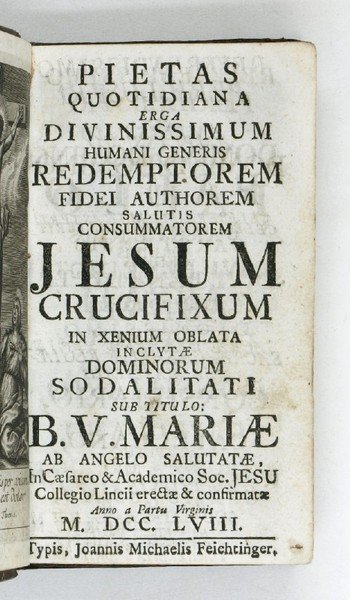 PIETAS
QUOTIDIANA
ERGA
DIVINISSIMUM
HUMANI GENERIS
REDEMPTOREM
FIDEI AUTHOREM
SALUTIS
CONSUMMATOREM
JESUM
CRUCIFIXUM
IN XENIUM OBLATA
INCLYTÆ
DOMINORUM
SODALITATI
SUB TITULO:
B. V. MARIÆ
AB ANGELO SALUTATÆ,
In Cæsareo & Academico Soc. JESU
Collegio Lincii erectæ & confirmatæ
Anno a Partu Virginis
M. DCC. LVIII.
Typis, Joannis Michaelis Feichtinger,